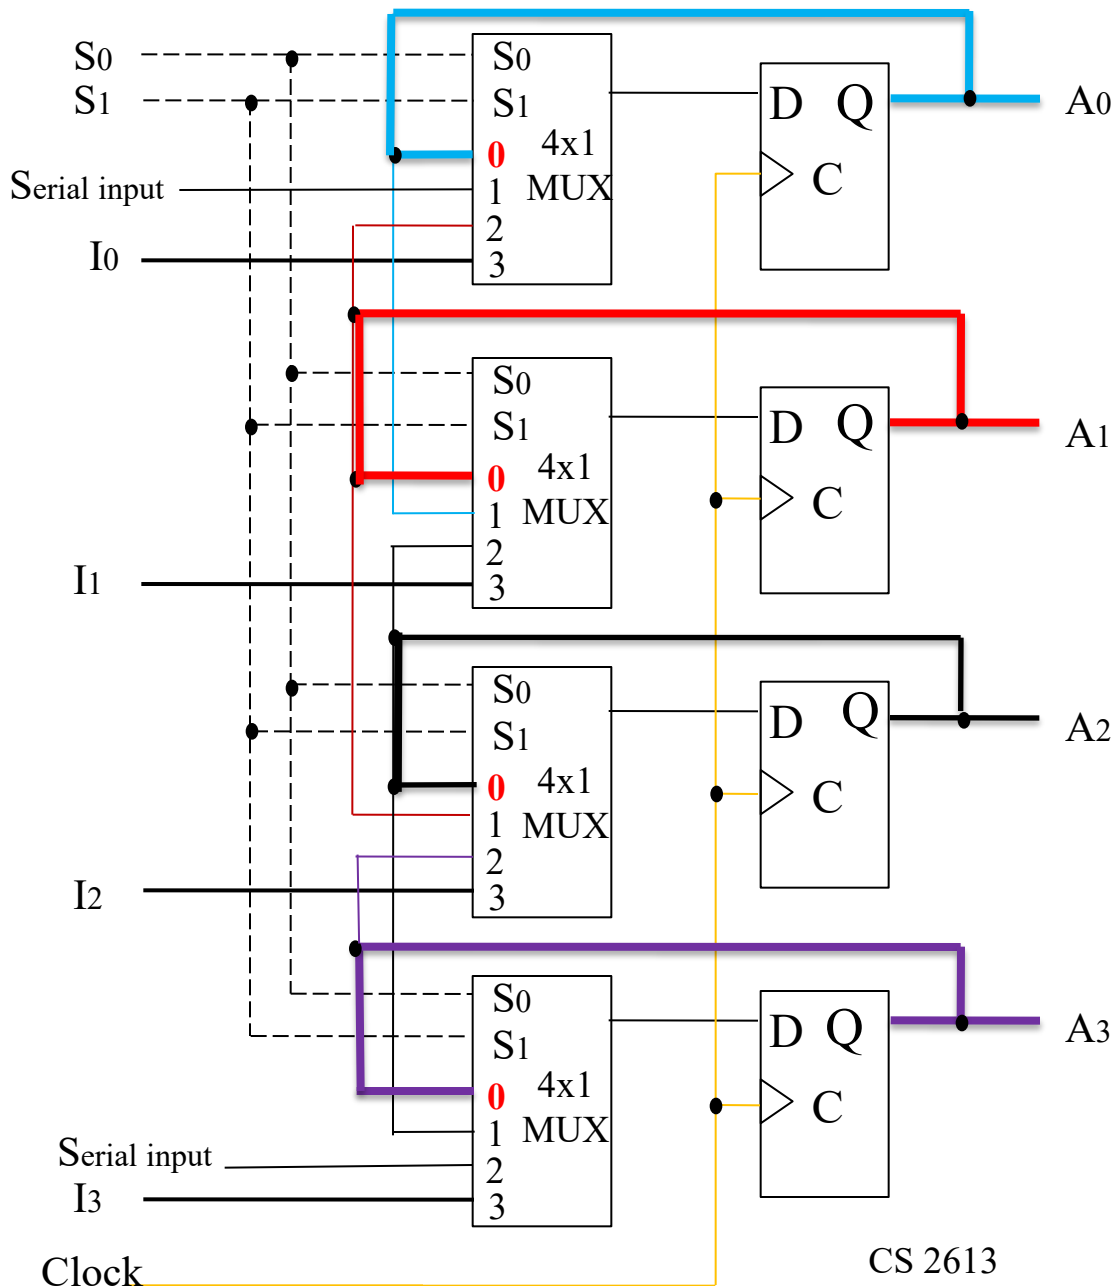 S0
S1
Serial input
I0
S0
S1
0
1
2
3
4x1
MUX
D Q
C
A0
I1
S0
S1
0
1
2
3
4x1
MUX
D Q
C
A1
I2
S0
S1
0
1
2
3
4x1
MUX
D Q
C
A2
Serial input
I3
S0
S1
0
1
2
3
4x1
MUX
D Q
C
A3
Clock
CS 2613